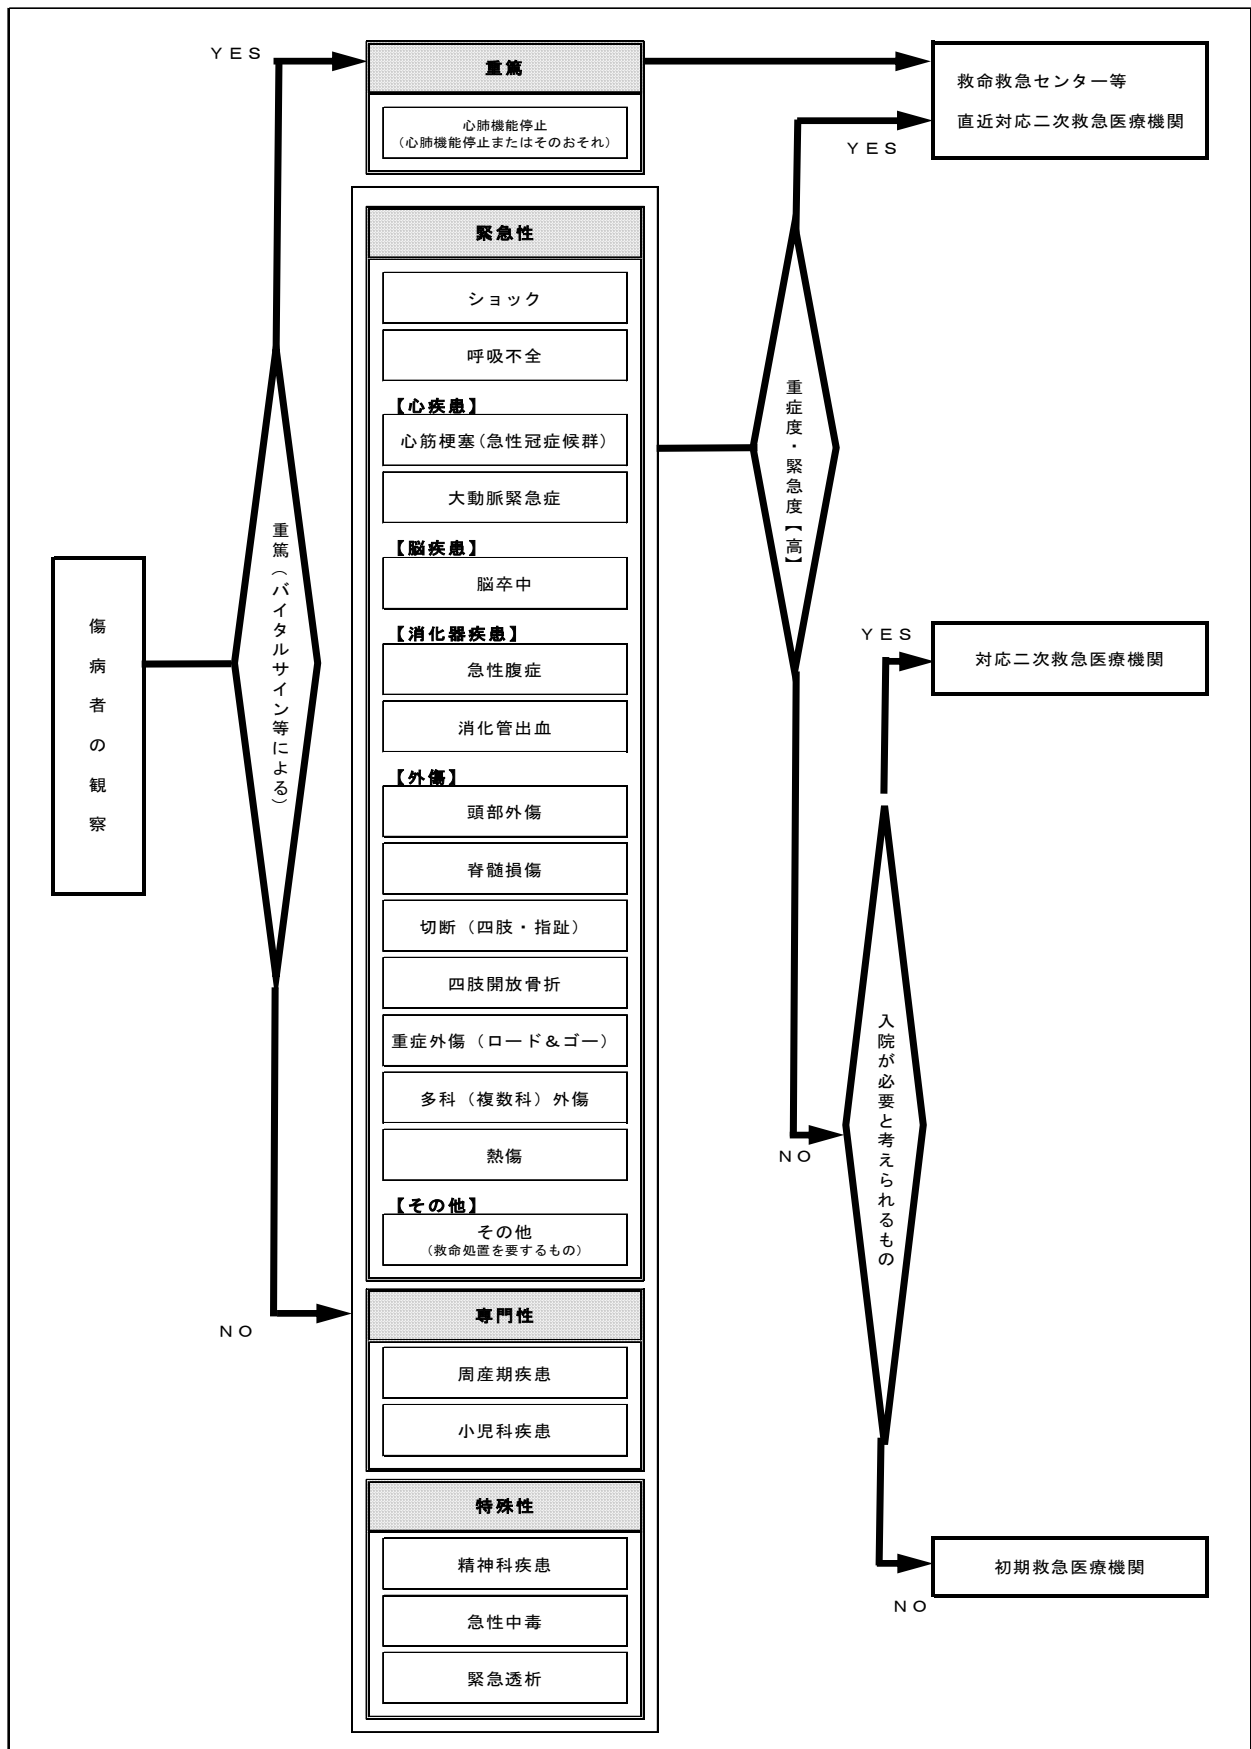 傷病者の観察
重篤（バイタルサイン等による）
ＹＥＳ
重篤
心肺機能停止
（心肺機能停止またはそのおそれ）
ＮＯ
緊急性
ショック
呼吸不全
【心疾患】
心筋梗塞（急性冠症候群）
大動脈緊急症
【脳疾患】
脳卒中
【消化器疾患】
急性腹症
消化管出血
【外傷】
頭部外傷
脊髄損傷
切断（四肢・指趾）
四肢開放骨折
重症外傷（ロード＆ゴー）
多科（複数科）外傷
熱傷
【その他】
その他
（救命処置を要するもの）
専門性
周産期疾患
小児科疾患
特殊性
精神科疾患
急性中毒
緊急透析
重症度・緊急度【高】
ＹＥＳ
救命救急センター等
直近対応二次救急医療機関
ＮＯ
入院が必要と考えられるもの
ＹＥＳ
対応二次救急医療機関
ＮＯ
初期救急医療機関